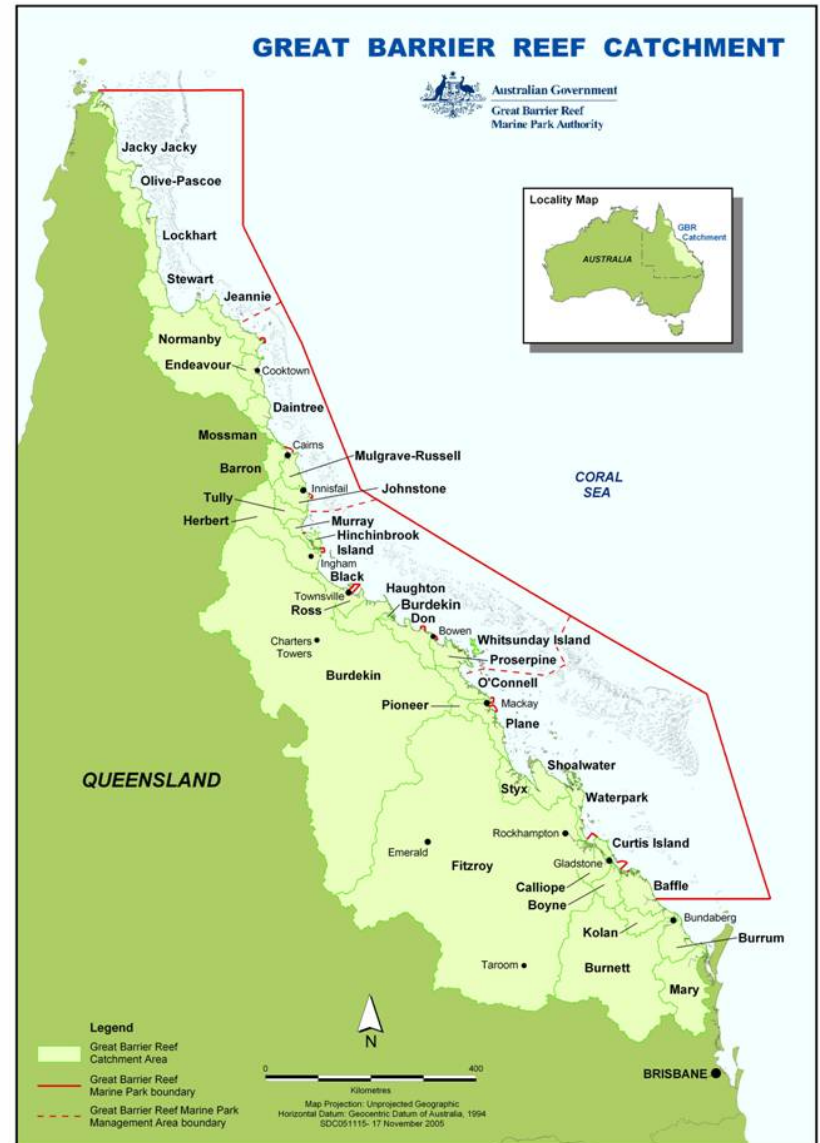 GREAT BARRIER REEF CATCHMENT
Australian Government
Great Barrier Reef
Marine Park Authority
Jacky Jacky
Olive-Pascoe
Lockhart
Stewart
Jeannie
Normanby
Endeavour
Cooktown
Daintree
Mossman
Cairns
Barron
Mulgrave-Russell
Innisfail
Johnstone
Tully
Herbert
Murray
Hinchinbrook
Island
Ingham
Black
Townsville
Ross
Haughton
Burdekin
Don
Bowen
Charters
Towers
Whitsunday Island
Proserpine
Burdekin
O'Connell
Pioneer
Mackay
Plane
Shoalwater
Styx
Waterpark
Rockhampton
Curtis Island
Emerald
Fitzroy
Gladstone
Calliope
Boyne
Baffle
Bundaberg
Kolan
Burrum
Taroom
Burnett
Mary
BRISBANE
QUEENSLAND
CORAL
SEA
Locality Map
GBR
Catchment
AUSTRALIA
Legend
Great Barrier Reef
Catchment Area
Great Barrier Reef
Marine Park boundary
Great Barrier Reef Marine Park
Management Area boundary
N
0 400
Kilometres
Map Projection: Unprojected Geographic
Horizontal Datum: Geocentric Datum of Australia, 1994
SDC051115- 17 November 2005